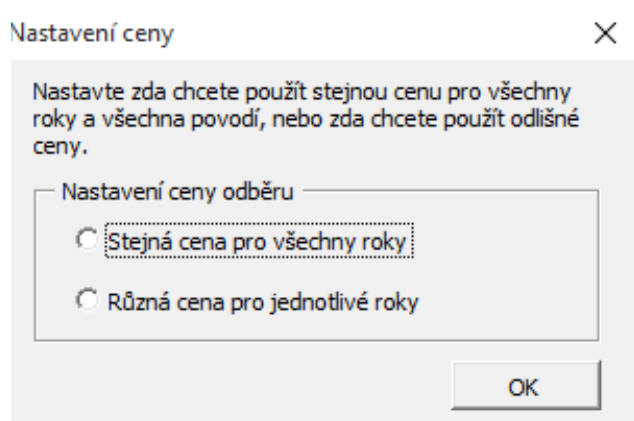 Nastavení ceny
Nastavte zda chcete použít stejnou cenu pro všechny
roky a všechna povodí, nebo zda chcete použít odlišné
ceny.
Nastavení ceny odběru
Stejná cena pro všechny roky
Různá cena pro jednotlivé roky
OK